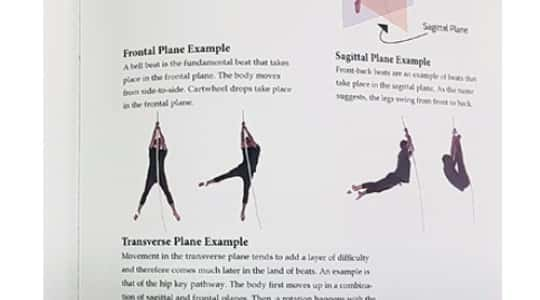 Sagittal Plane
Frontal Plane Example
A bell beat is the fundamental beat that takes
place in the frontal plane. The body moves
from side-to-side. Cartwheel drops take place
in the frontal plane.
Sagittal Plane Example
Front-back beats are an example of beats that
take place in the sagittal plane. As the name
suggests, the legs swing from front to back.
Transverse Plane Example
Movement in the transverse plane tends to add a layer of difficulty
and therefore comes much later in the land of beats. An example is
that of the hip key pathway. The body first moves up in a combina-
tion of sagittal and frontal planes. Then, a rotation happens with the